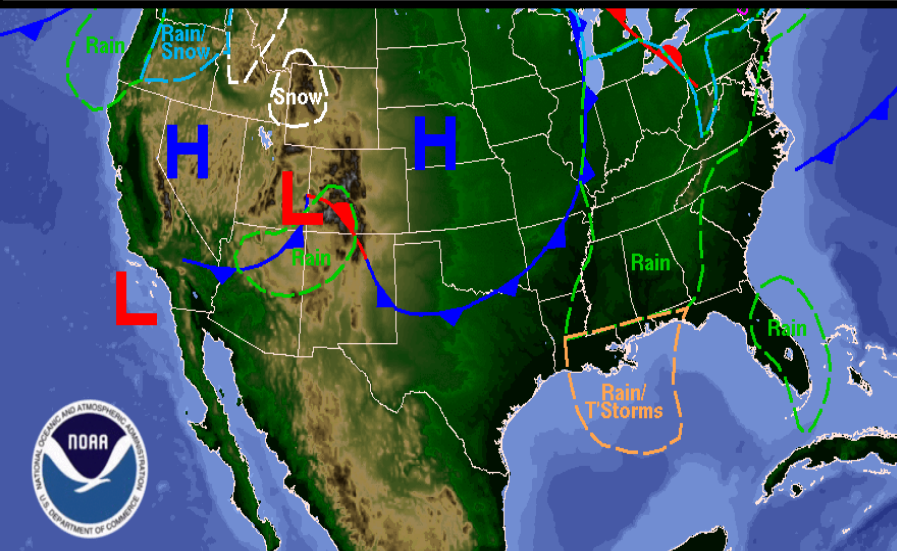 Rain
Rain/
Snow
Snow
H
H
L
Rain
L
Rain
Rain
Rain/
T'Storms
NATIONAL OCEANIC AND ATMOSPHERIC ADMINISTRATION
NOAA
U.S. DEPARTMENT OF COMMERCE